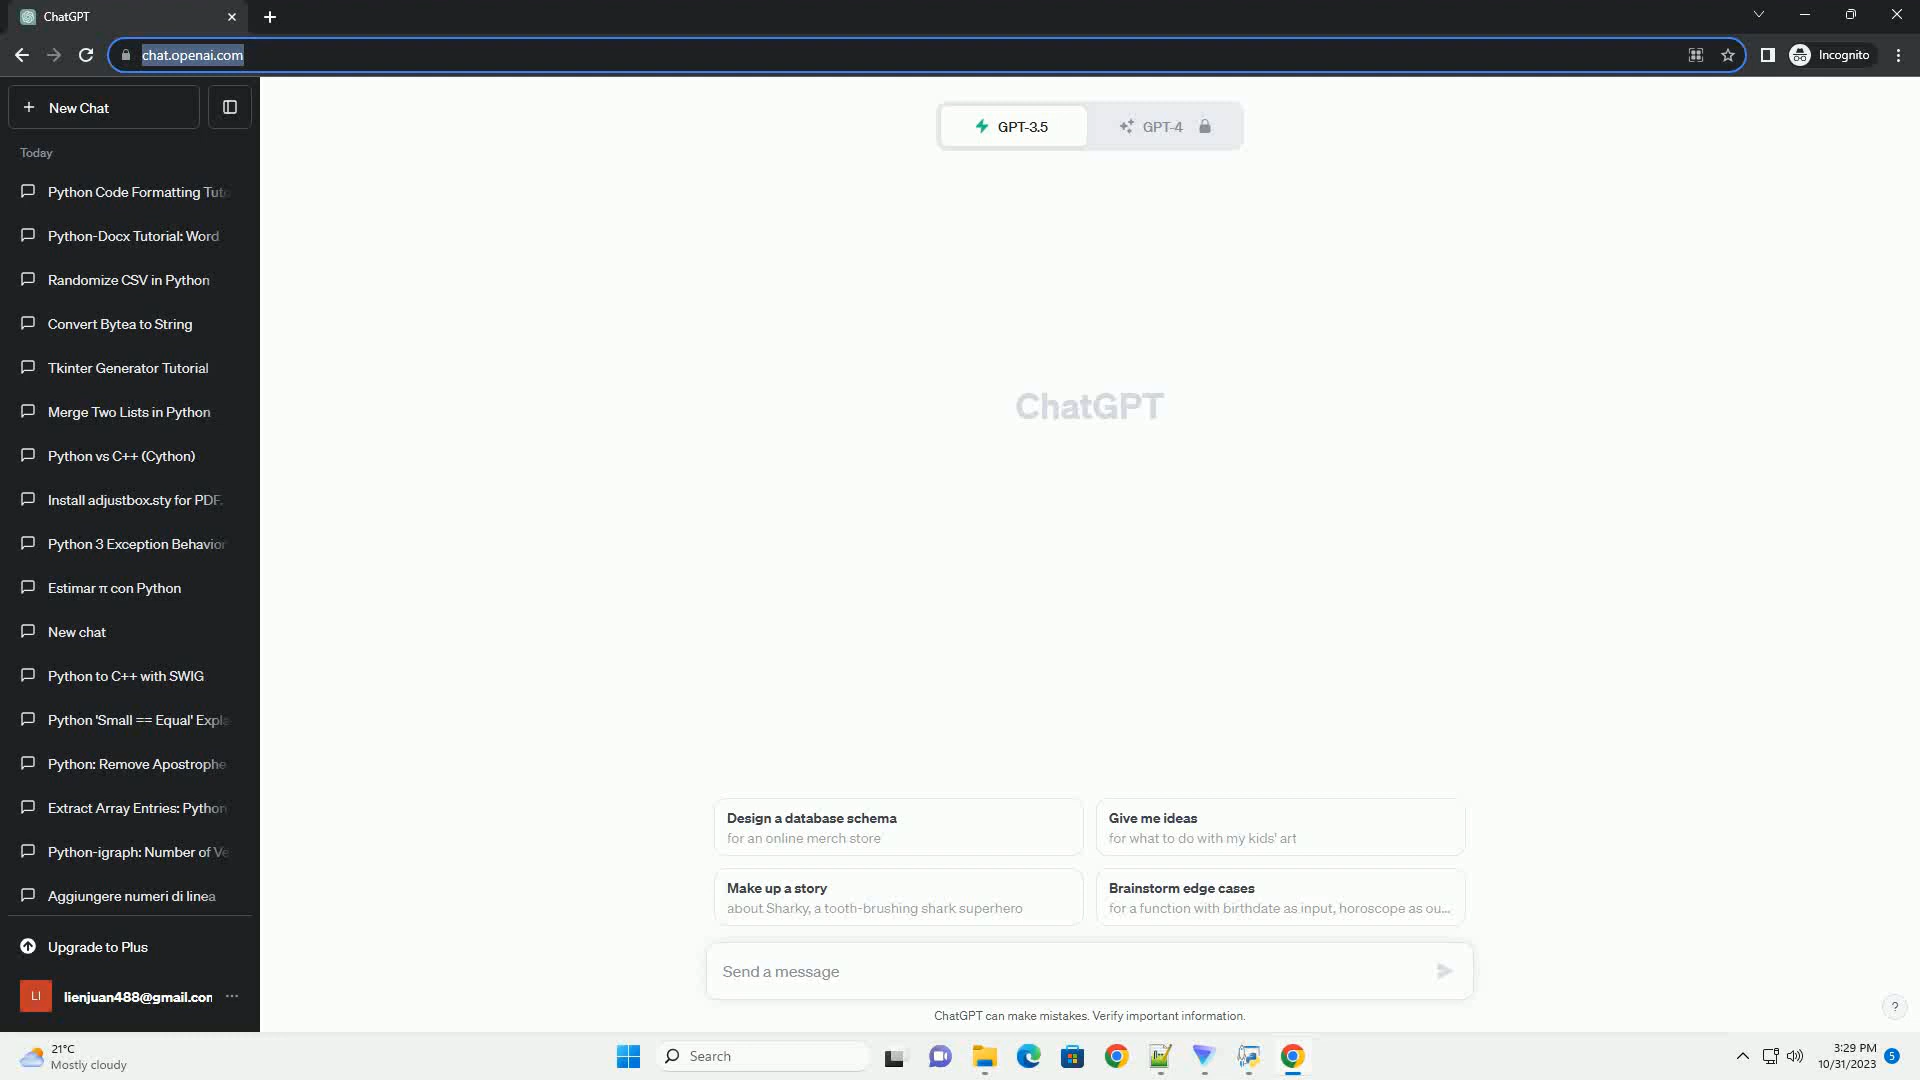 ChatGPT
chat.openai.com
Incognito
New Chat
Today
Python Code Formatting Tuto
Python-Docx Tutorial: Word
Randomize CSV in Python
Convert Bytea to String
Tkinter Generator Tutorial
Merge Two Lists in Python
Python vs C++ (Cython)
Install adjustbox.sty for PDF.
Python 3 Exception Behavior
Estimar π con Python
New chat
Python to C++ with SWIG
Python 'Small == Equal' Expla
Python: Remove Apostrophe
Extract Array Entries: Python
Python-igraph: Number of Ve
Aggiungere numeri di linea
Upgrade to Plus
LI
lienjuan488@gmail.con
GPT-3.5
GPT-4
ChatGPT
Design a database schema
for an online merch store
Give me ideas
for what to do with my kids' art
Make up a story
about Sharky, a tooth-brushing shark superhero
Brainstorm edge cases
for a function with birthdate as input, horoscope as ou...
Send a message
ChatGPT can make mistakes. Verify important information.
?
21°C
Mostly cloudy
Search
3:29 PM
10/31/2023
5